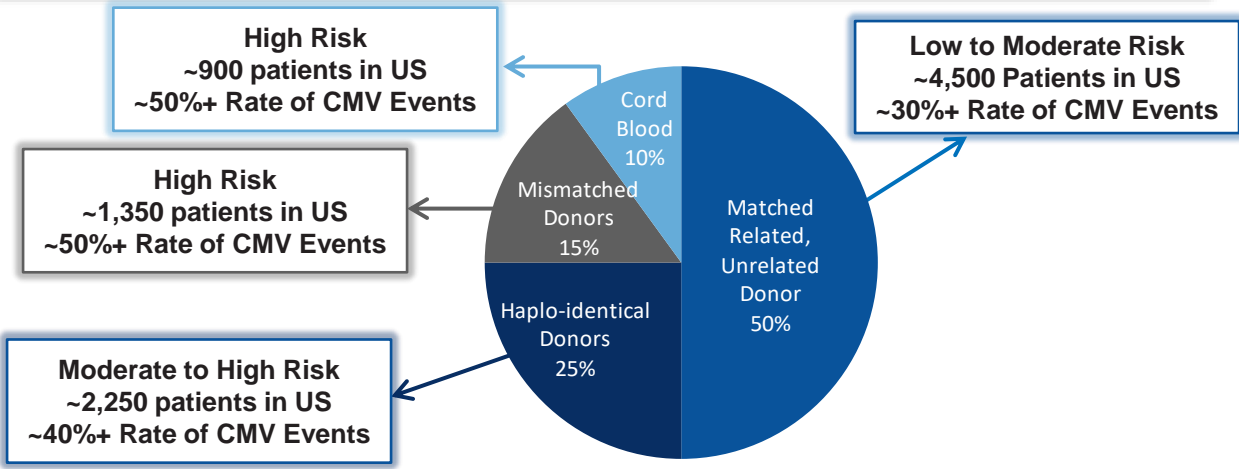 High Risk
~900 patients in US
~50%+ Rate of CMV Events
Low to Moderate Risk
~4,500 Patients in US
~30%+ Rate of CMV Events
High Risk
~1,350 patients in US
~50%+ Rate of CMV Events
Moderate to High Risk
~2,250 patients in US
~40%+ Rate of CMV Events
Cord
Blood
10%
Mismatched
Donors
15%
Haplo-identical
Donors
25%
Matched
Related,
Unrelated
Donor
50%